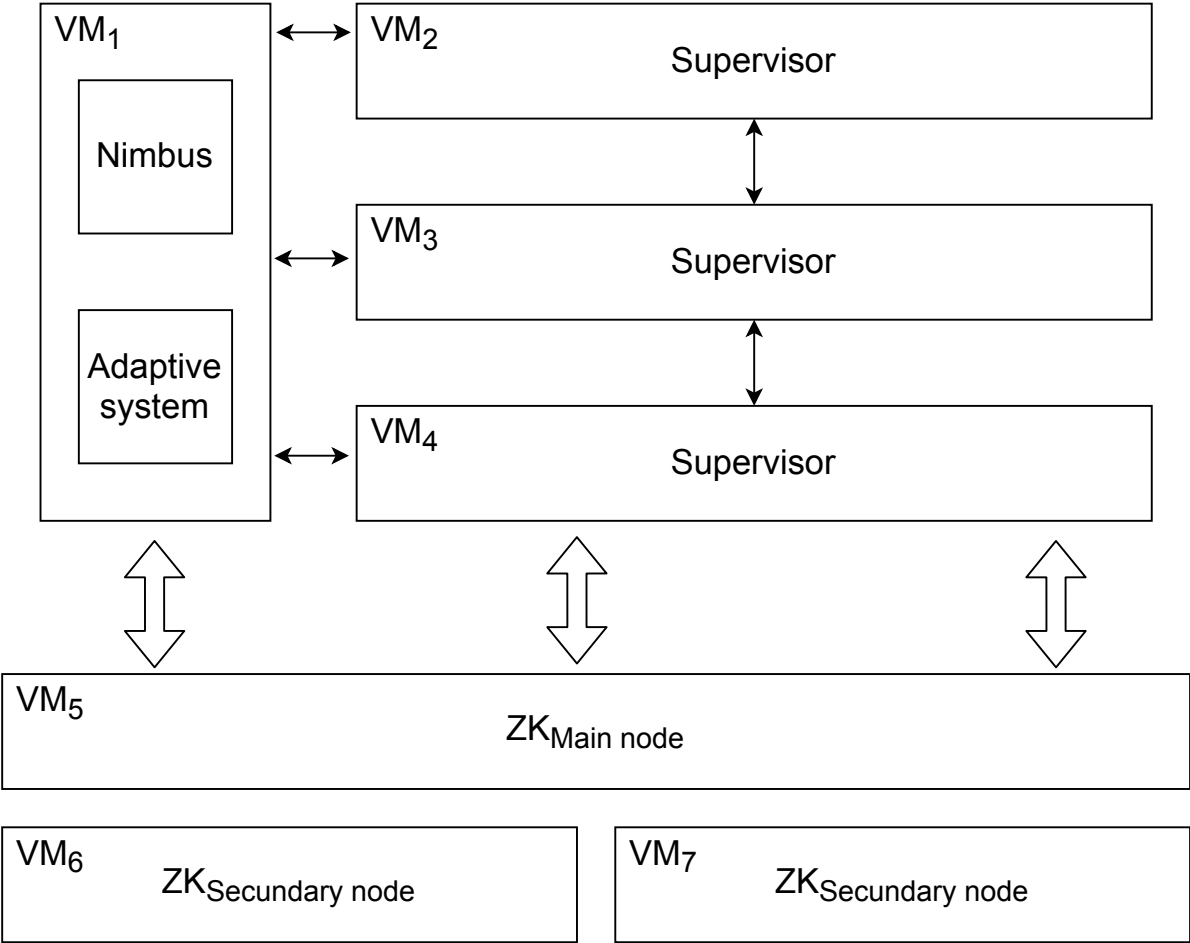 VM1
Nimbus
Adaptive
system
VM2
Supervisor
VM3
Supervisor
VM4
Supervisor
VM5
ZKMain node
VM6
ZKSecundary node
VM7
ZKSecundary node